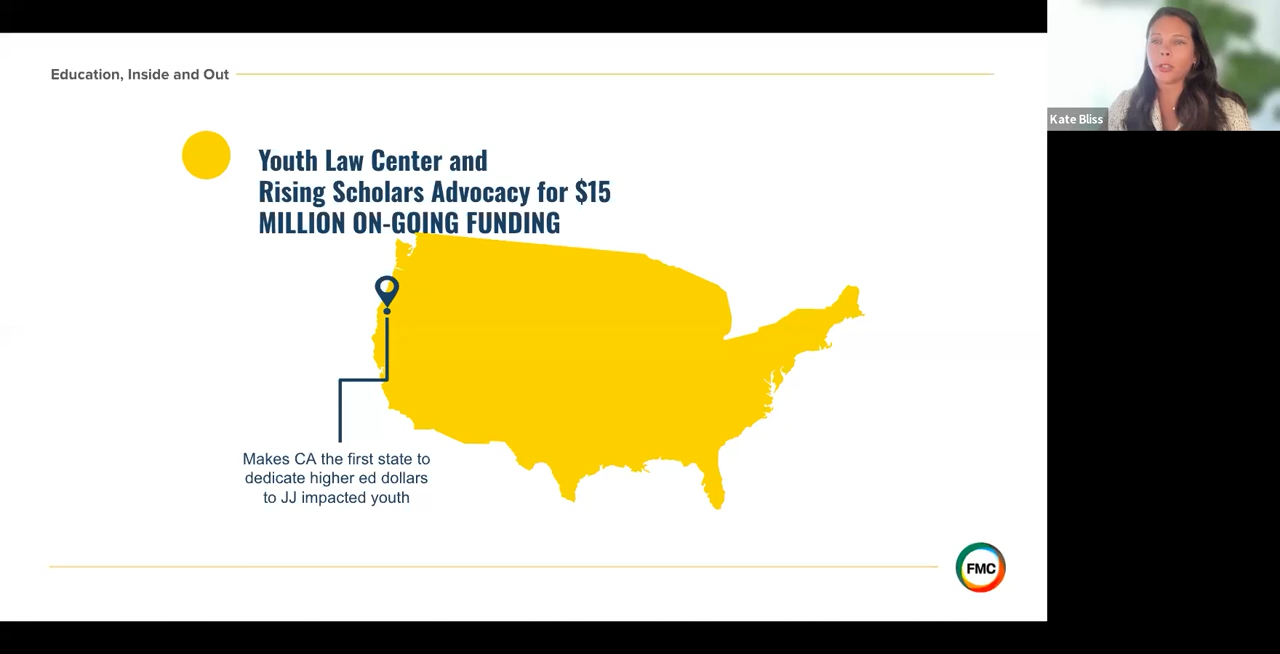 Education, Inside and Out
Youth Law Center and
Rising Scholars Advocacy for $15
MILLION ON-GOING FUNDING
Makes CA the first state to
dedicate higher ed dollars
to JJ impacted youth
FMC
Kate Bliss